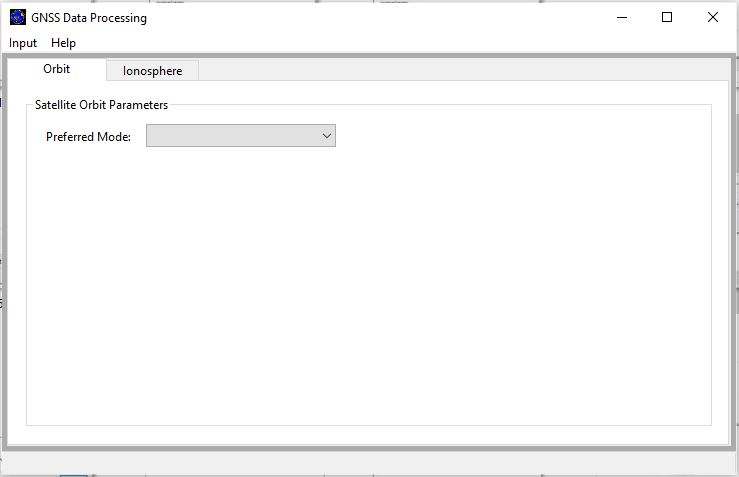 GNSS Data Processing
Input Help
Orbit Ionosphere
Satellite Orbit Parameters
Preferred Mode: